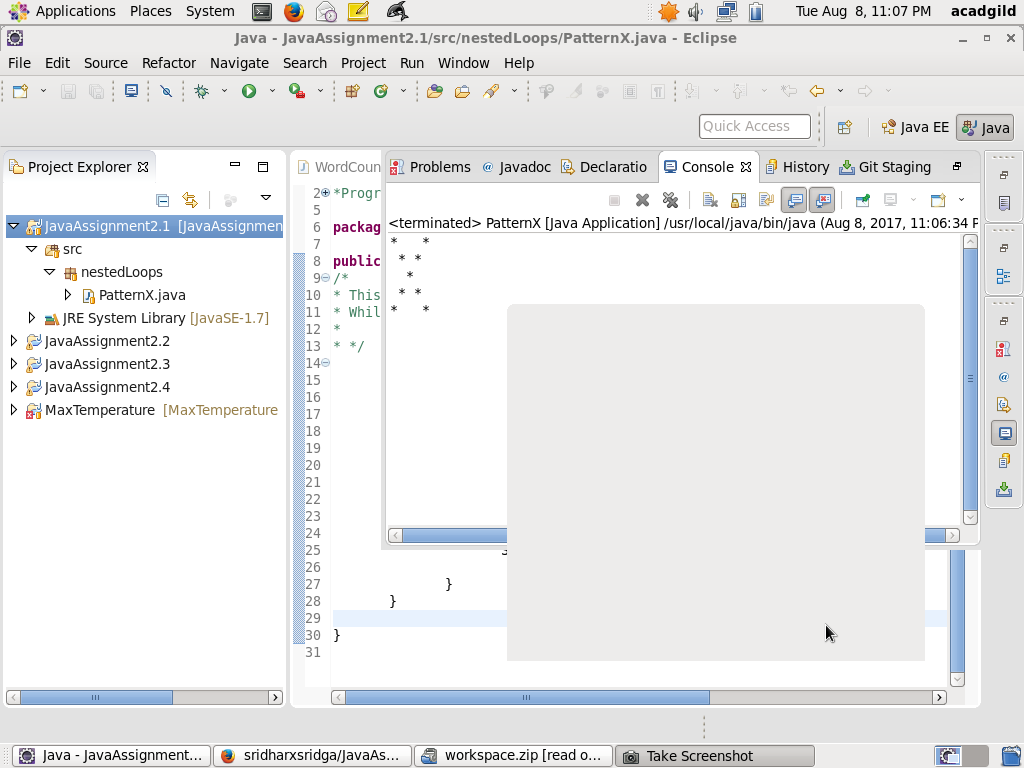 Applications Places System Tue Aug 8, 11:07 PM acadgild
Java - JavaAssignment2.1/src/nestedLoops/PatternX.java - Eclipse
File Edit Source Refactor Navigate Search Project Run Window Help
Quick Access Java EE Java
Project Explorer
JavaAssignment2.1 [JavaAssignmen
src
nestedLoops
PatternX.java
JRE System Library [JavaSE-1.7]
JavaAssignment2.2
JavaAssignment2.3
JavaAssignment2.4
MaxTemperature [MaxTemperature
WordCoun
2 *Progr
5
6 packag
7
8 public
9 /*
10 * This
11 * Whil
12 *
13 * */
14
15
16
17
18
19
20
21
22
23
24
25
26
27 }
28 }
29
30 }
31
Problems @ Javadoc Declaratio Console History Git Staging
<terminated> PatternX [Java Application] /usr/local/java/bin/java (Aug 8, 2017, 11:06:34 P
*   *
 * *
  *
 * *
*   *
Java - JavaAssignment... sridharxsridga/JavaAs... workspace.zip [read o... Take Screenshot